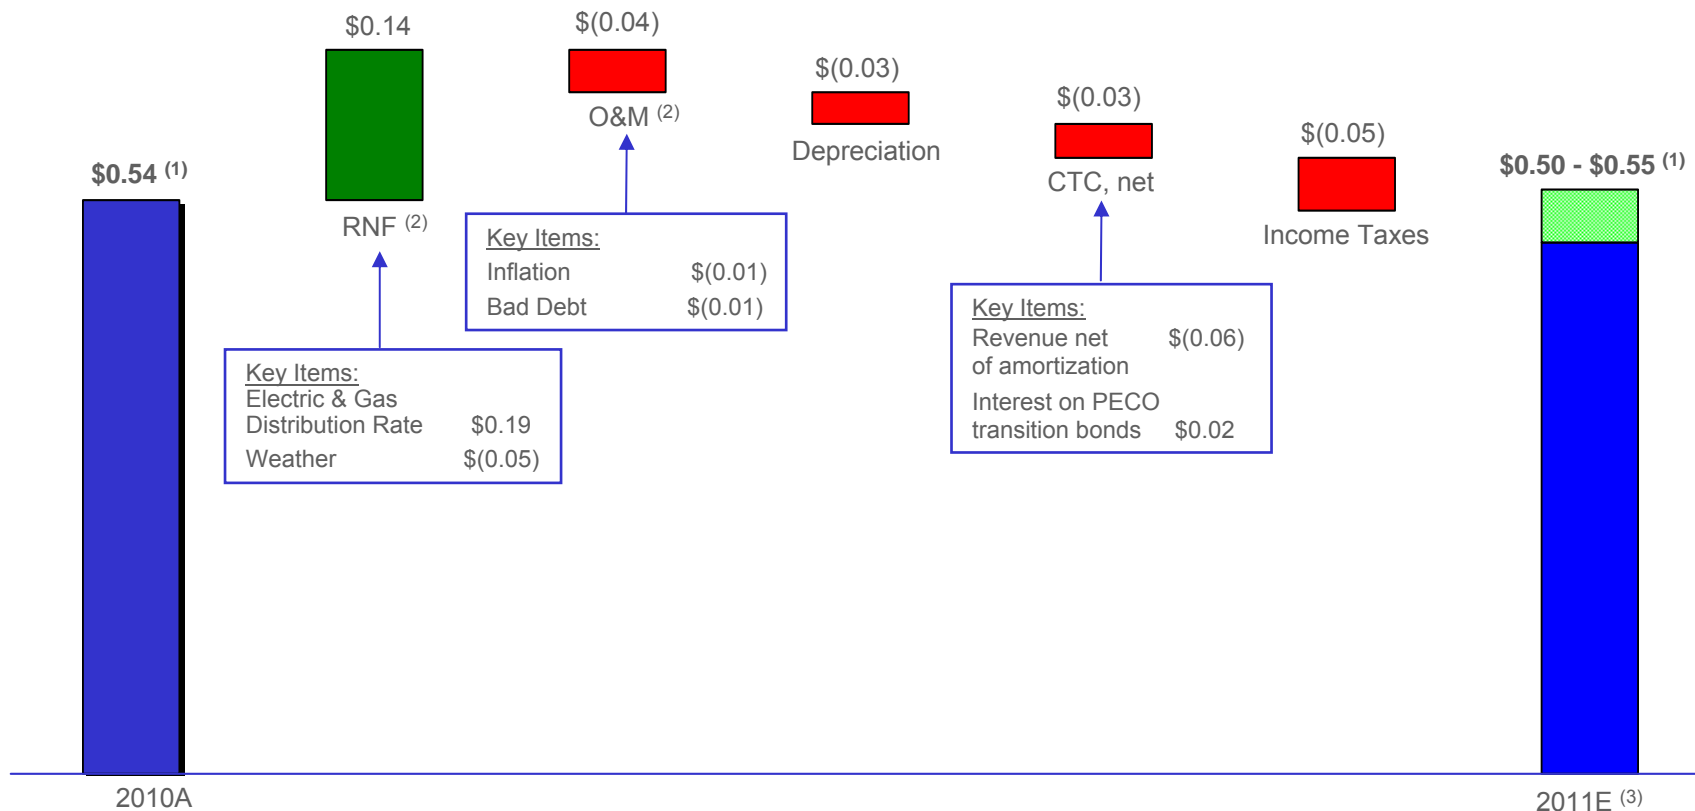 $0.14
$(0.04)
$(0.03)
$(0.03)
$(0.05)
$0.54 (1)
$0.50 - $0.55 (1)
RNF (2)
O&M (2)
Depreciation
CTC, net
Income Taxes
Key Items:
Electric & Gas
Distribution Rate $0.19
Weather $(0.05)
Key Items:
Inflation $(0.01)
Bad Debt $(0.01)
Key Items:
Revenue net $(0.06)
of amortization
Interest on PECO
transition bonds $0.02
2010A
2011E (3)